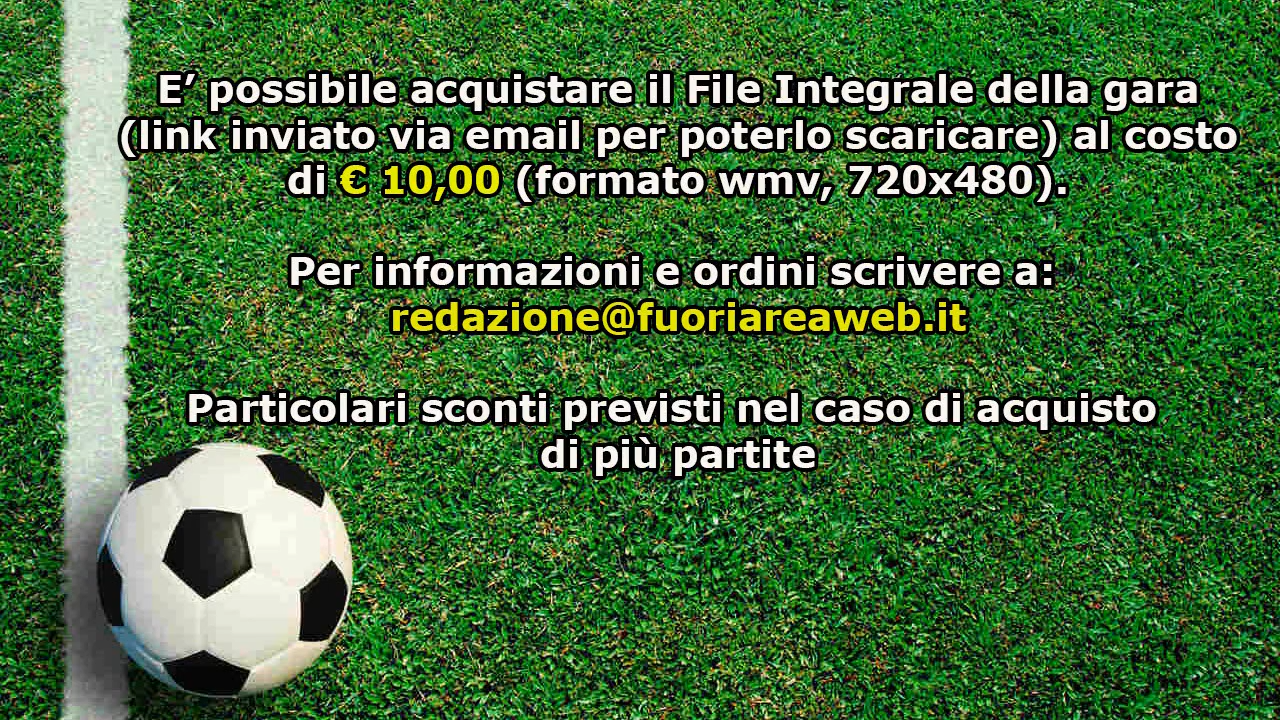 E’ possibile acquistare il File Integrale della gara
(link inviato via email per poterlo scaricare) al costo
di € 10,00 (formato wmv, 720x480).
Per informazioni e ordini scrivere a:
redazione@fuoriareaweb.it
Particolari sconti previsti nel caso di acquisto
di più partite